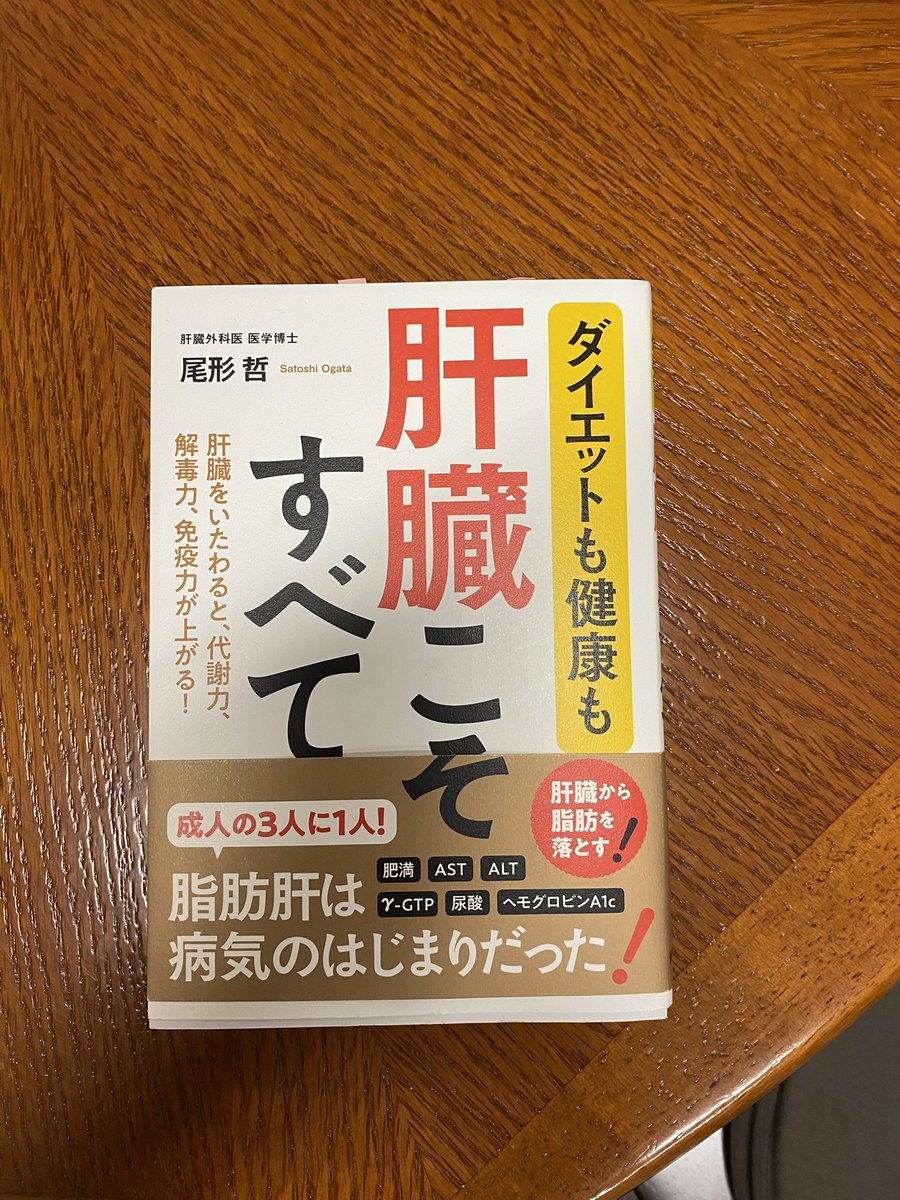 ダイエットも健康も
肝臓こそ
すべて
肝臓外科医 医学博士
尾形 哲 Satoshi Ogata
肝臓をいたわると、代謝力、
解毒力、免疫力が上がる！
肝臓から
脂肪を
落とす！
成人の3人に1人!
肥満 AST ALT
γ-GTP 尿酸 ヘモグロビンA1c
脂肪肝は
病気のはじまりだった！